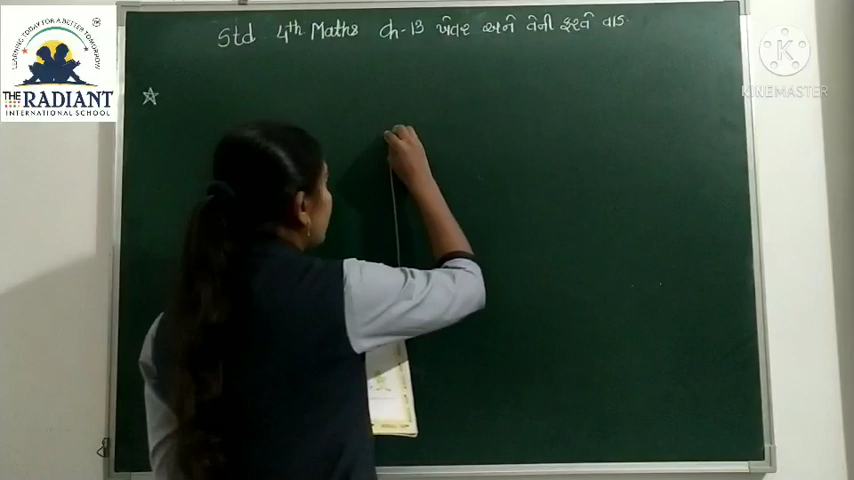 LEARNING TODAY FOR A BETTER TOMORROW
THE RADIANT
INTERNATIONAL SCHOOL
Std 4th Maths Ch-13 ખેતર અને તેની ફરતે વાડ
K
KINEMASTER